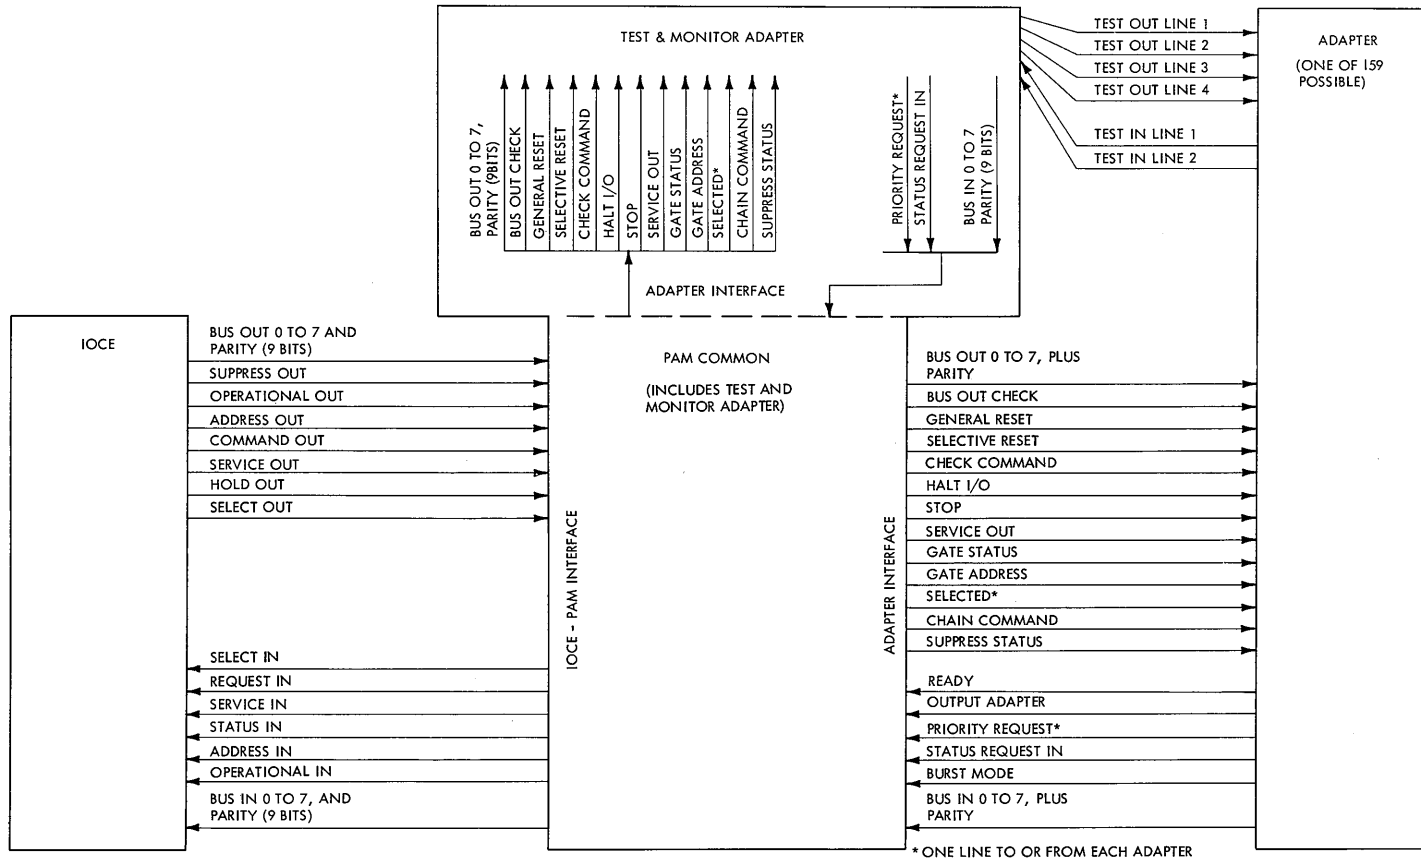 TEST & MONITOR ADAPTER
BUS OUT 0 TO 7,
PARITY (9BITS)
BUS OUT CHECK
GENERAL RESET
SELECTIVE RESET
CHECK COMMAND
HALT I/O
STOP
SERVICE OUT
GATE STATUS
GATE ADDRESS
SELECTED*
CHAIN COMMAND
SUPPRESS STATUS
PRIORITY REQUEST*
STATUS REQUEST IN
BUS IN 0 TO 7
PARITY (9 BITS)
ADAPTER INTERFACE
TEST OUT LINE 1
TEST OUT LINE 2
TEST OUT LINE 3
TEST OUT LINE 4
TEST IN LINE 1
TEST IN LINE 2
ADAPTER
(ONE OF 159
POSSIBLE)
IOCE
BUS OUT 0 TO 7 AND
PARITY (9 BITS)
SUPPRESS OUT
OPERATIONAL OUT
ADDRESS OUT
COMMAND OUT
SERVICE OUT
HOLD OUT
SELECT OUT
SELECT IN
REQUEST IN
SERVICE IN
STATUS IN
ADDRESS IN
OPERATIONAL IN
BUS IN 0 TO 7, AND
PARITY (9 BITS)
IOCE - PAM INTERFACE
PAM COMMON
(INCLUDES TEST AND
MONITOR ADAPTER)
ADAPTER INTERFACE
BUS OUT 0 TO 7, PLUS
PARITY
BUS OUT CHECK
GENERAL RESET
SELECTIVE RESET
CHECK COMMAND
HALT I/O
STOP
SERVICE OUT
GATE STATUS
GATE ADDRESS
SELECTED*
CHAIN COMMAND
SUPPRESS STATUS
READY
OUTPUT ADAPTER
PRIORITY REQUEST*
STATUS REQUEST IN
BURST MODE
BUS IN 0 TO 7, PLUS
PARITY
* ONE LINE TO OR FROM EACH ADAPTER